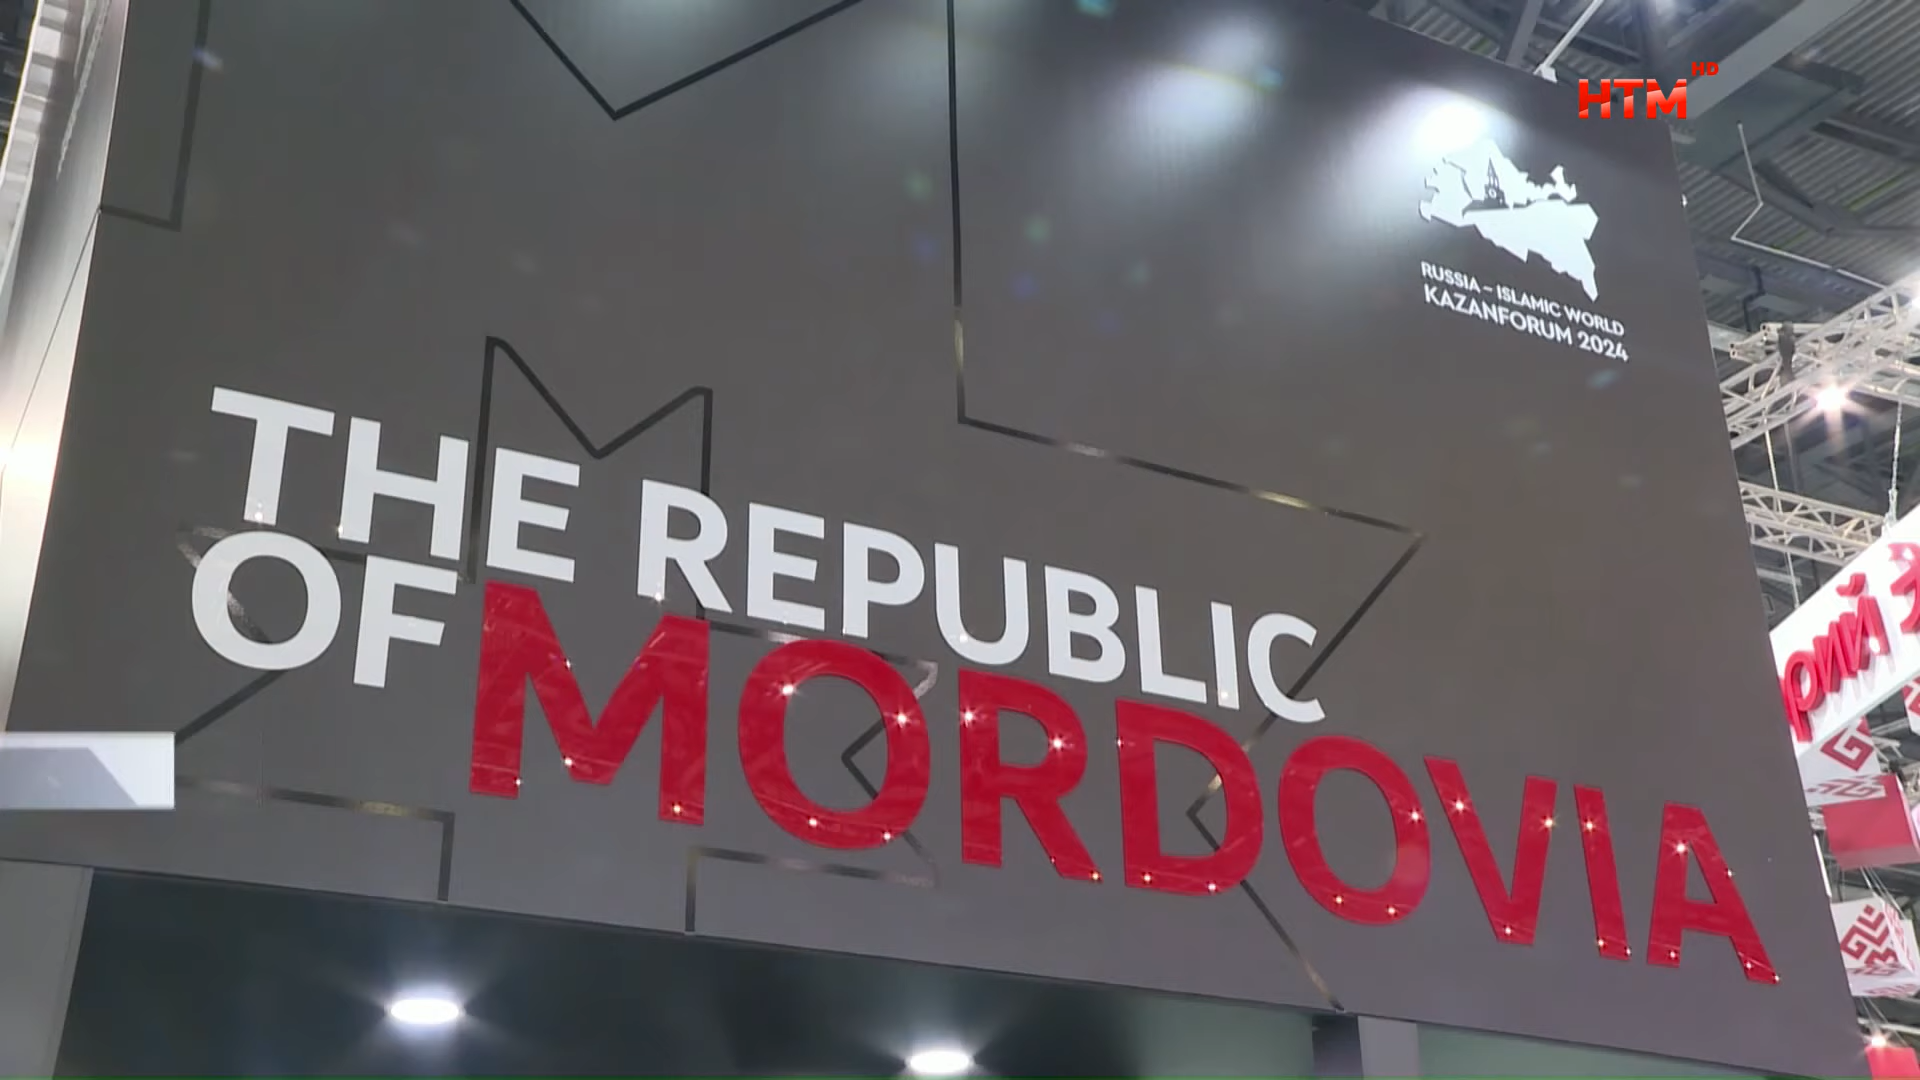 НТМ HD
RUSSIA – ISLAMIC WORLD
KAZANFORUM 2024
THE REPUBLIC
OF MORDOVIA